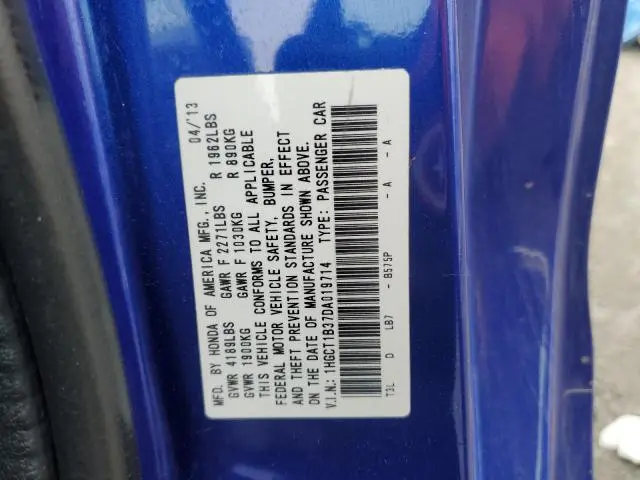 MFD. BY HONDA OF AMERICA MFG., INC. 04/13
GVWR 4189LBS GAWR F 2271LBS R 1962LBS
GVWR 1900KG GAWR F 1030KG R 890KG
THIS VEHICLE CONFORMS TO ALL APPLICABLE
FEDERAL MOTOR VEHICLE SAFETY, BUMPER,
AND THEFT PREVENTION STANDARDS IN EFFECT
ON THE DATE OF MANUFACTURE SHOWN ABOVE.
V.I.N.: 1HGCT1B37DA019714 TYPE: PASSENGER CAR
T3L D LB7 - B575P - A - A